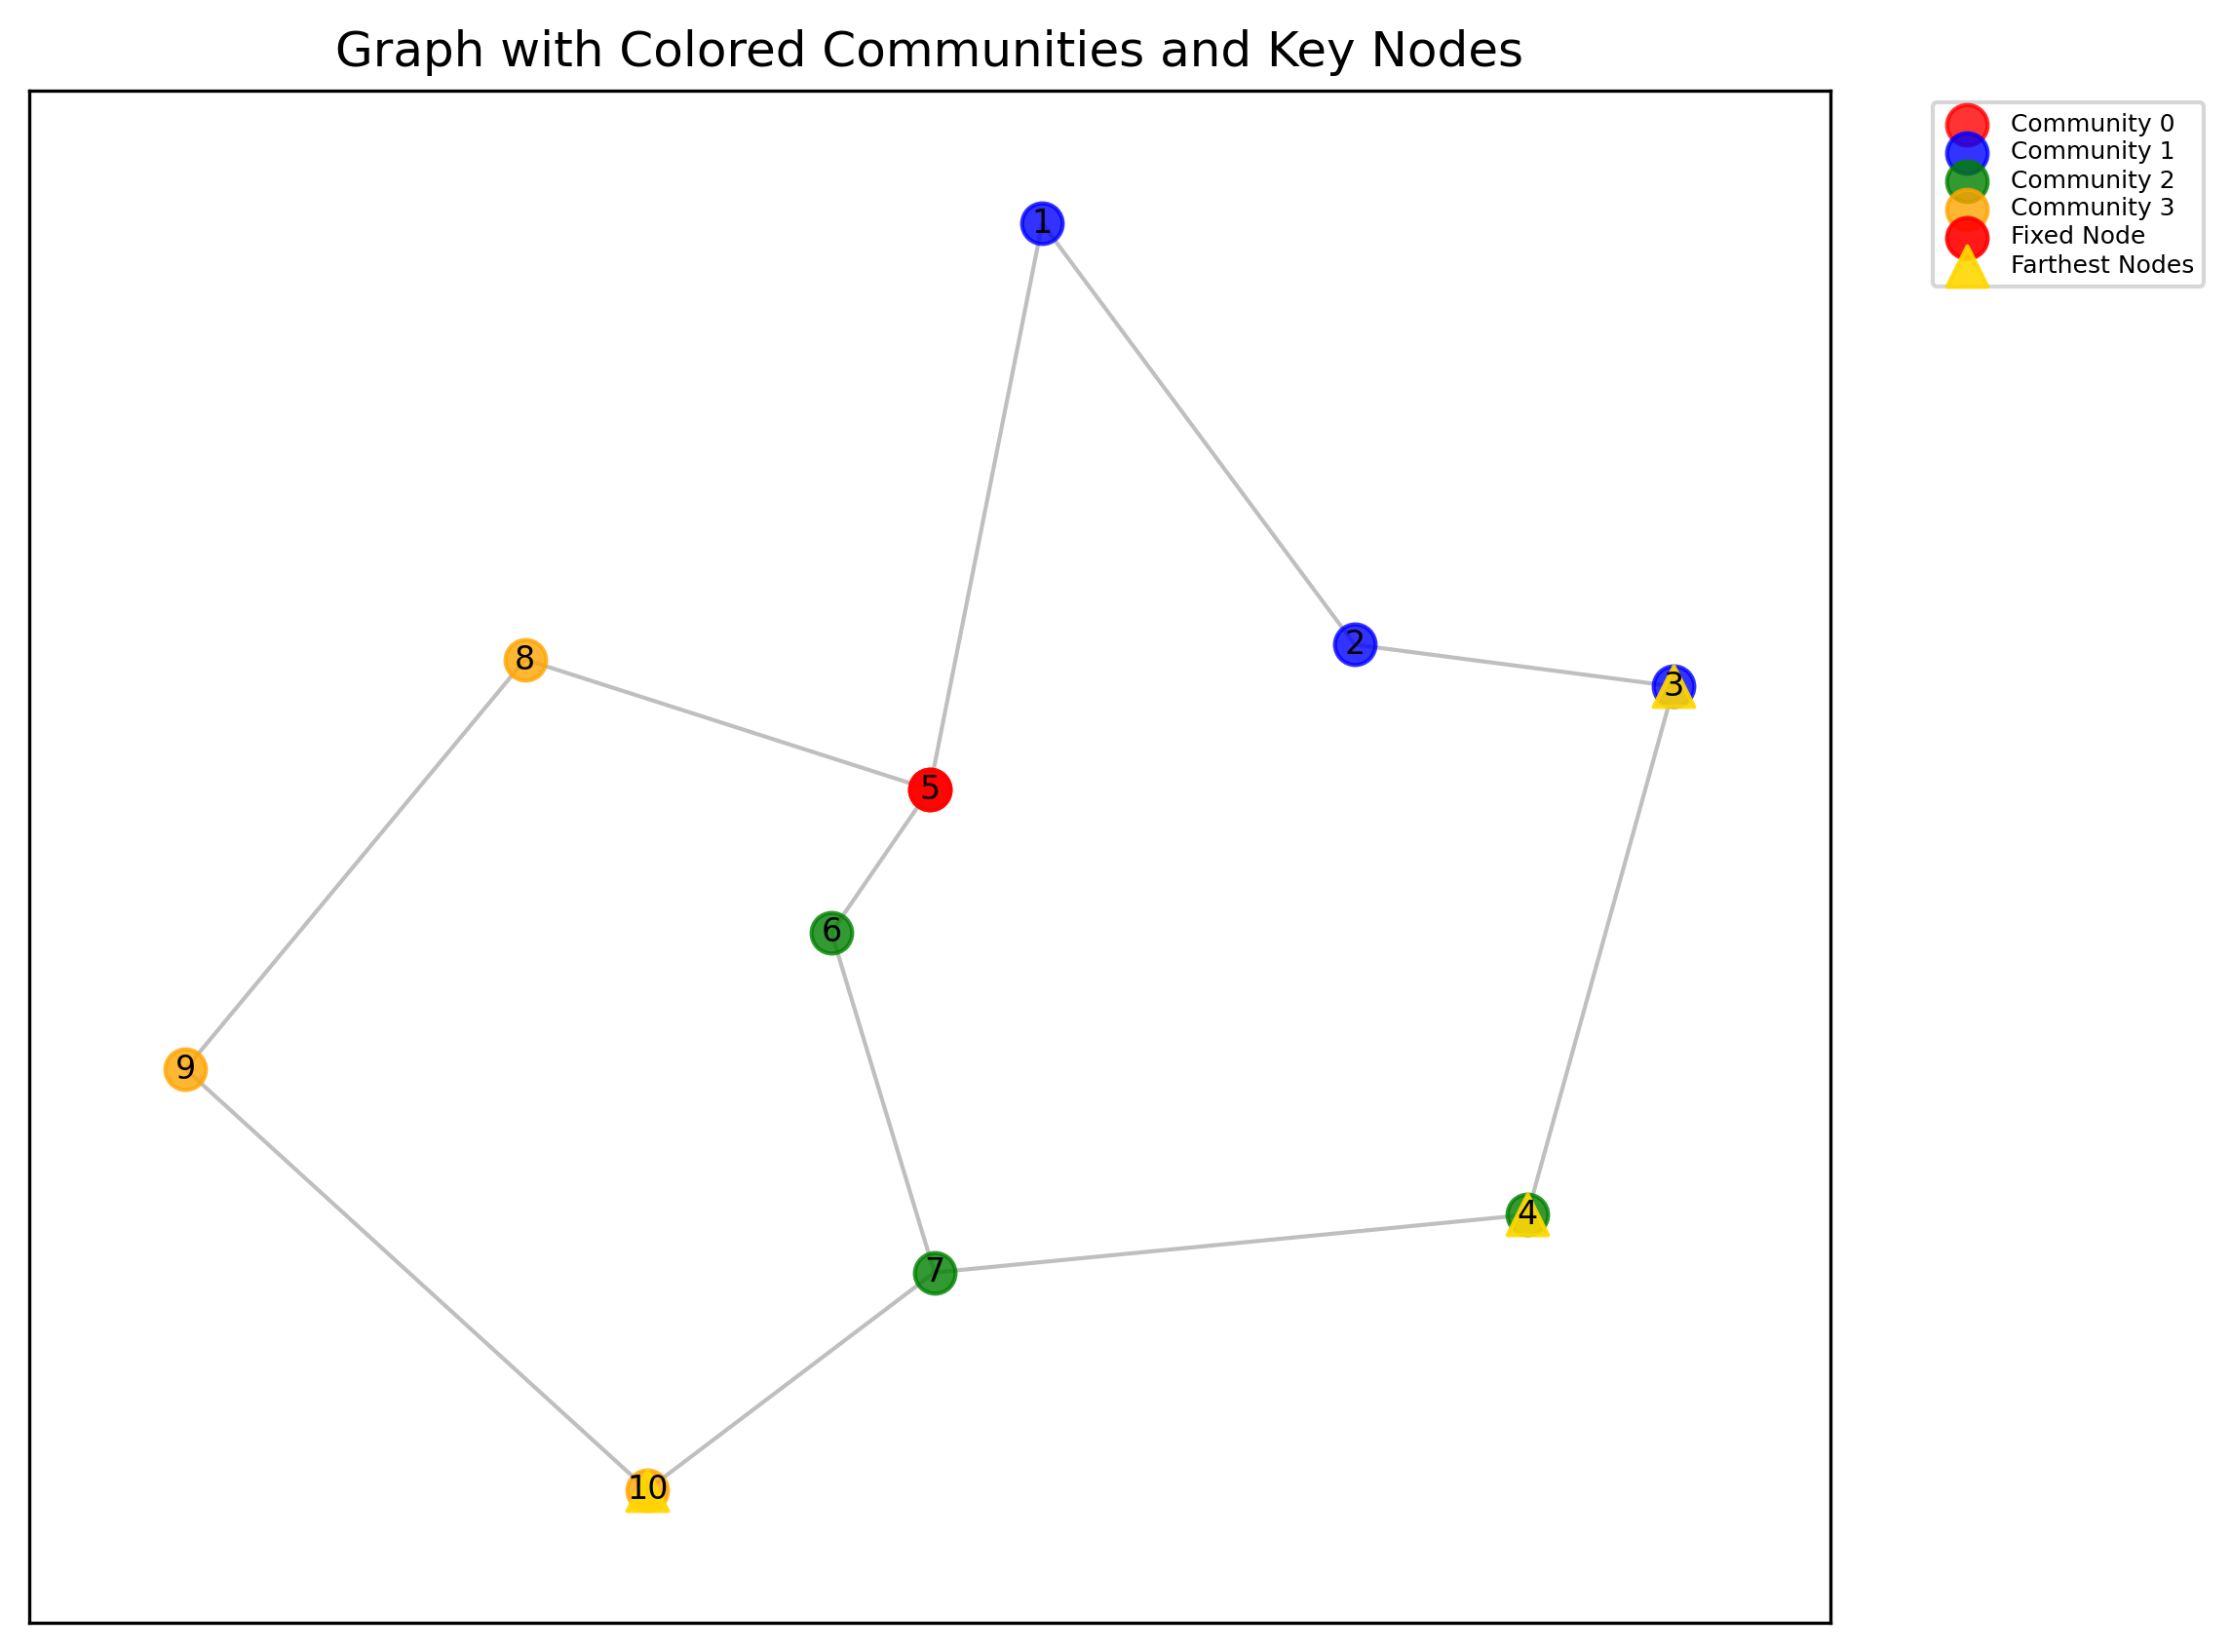 Graph with Colored Communities and Key Nodes
Community 0
Community 1
Community 2
Community 3
Fixed Node
Farthest Nodes
1
2
8
3
5
6
9
4
7
10